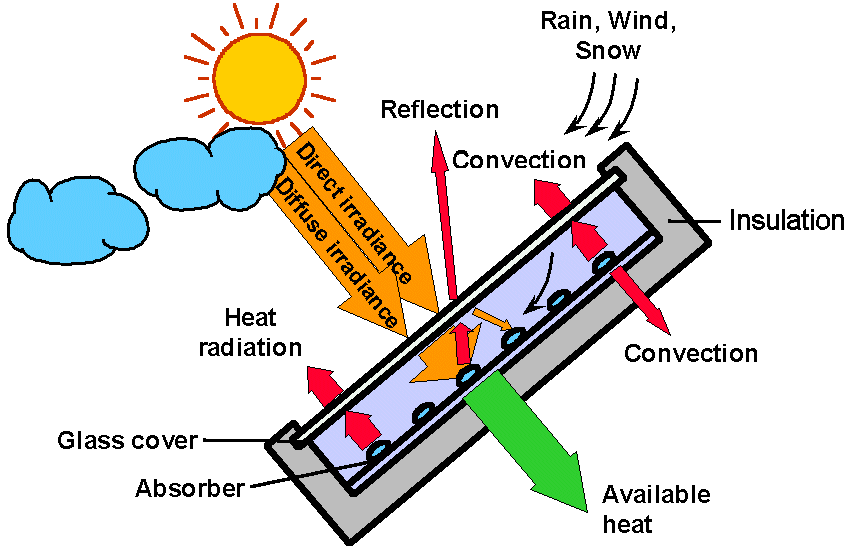 Rain, Wind,
Snow
Reflection
Convection
Direct irradiance
Diffuse irradiance
Insulation
Heat
radiation
Convection
Glass cover
Absorber
Available
heat